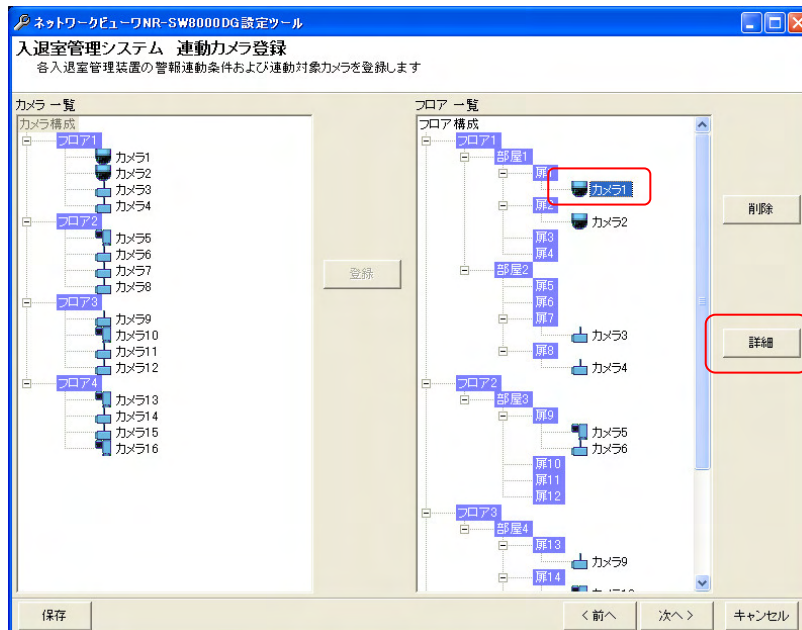 ネットワークビューワNR-SW8000DG設定ツール
入退室管理システム 連動カメラ登録
各入退室管理装置の警報連動条件および連動対象カメラを登録します
カメラ 一覧
カメラ構成
フロア1
カメラ1
カメラ2
カメラ3
カメラ4
フロア2
カメラ5
カメラ6
カメラ7
カメラ8
フロア3
カメラ9
カメラ10
カメラ11
カメラ12
フロア4
カメラ13
カメラ14
カメラ15
カメラ16
登録
フロア 一覧
フロア構成
フロア1
部屋1
扉1
カメラ1
扉2
カメラ2
扉3
扉4
部屋2
扉5
扉6
扉7
カメラ3
扉8
カメラ4
フロア2
部屋3
扉9
カメラ5
カメラ6
扉10
扉11
扉12
フロア3
部屋4
扉13
カメラ9
扉14
削除
詳細
保存
<前へ
次へ>
キャンセル